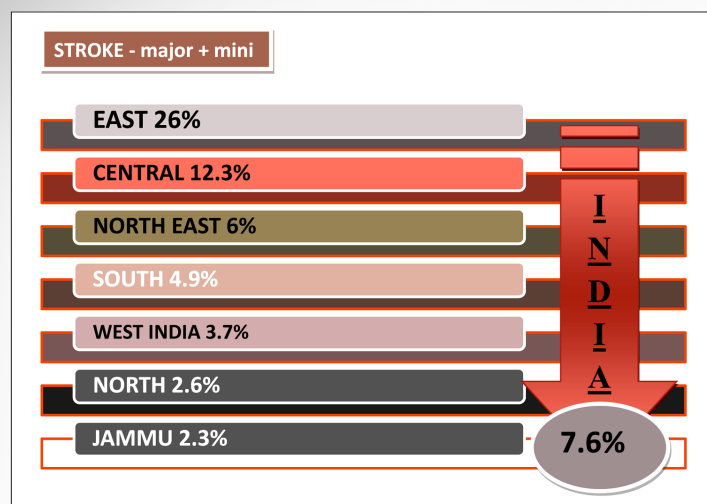 STROKE - major + mini
EAST 26%
CENTRAL 12.3%
NORTH EAST 6%
SOUTH 4.9%
WEST INDIA 3.7%
NORTH 2.6%
JAMMU 2.3%
I
N
D
I
A
7.6%